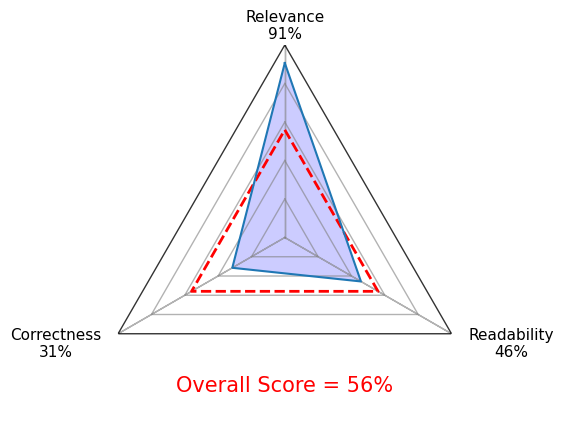 Relevance
91%
Correctness
31%
Readability
46%
Overall Score = 56%